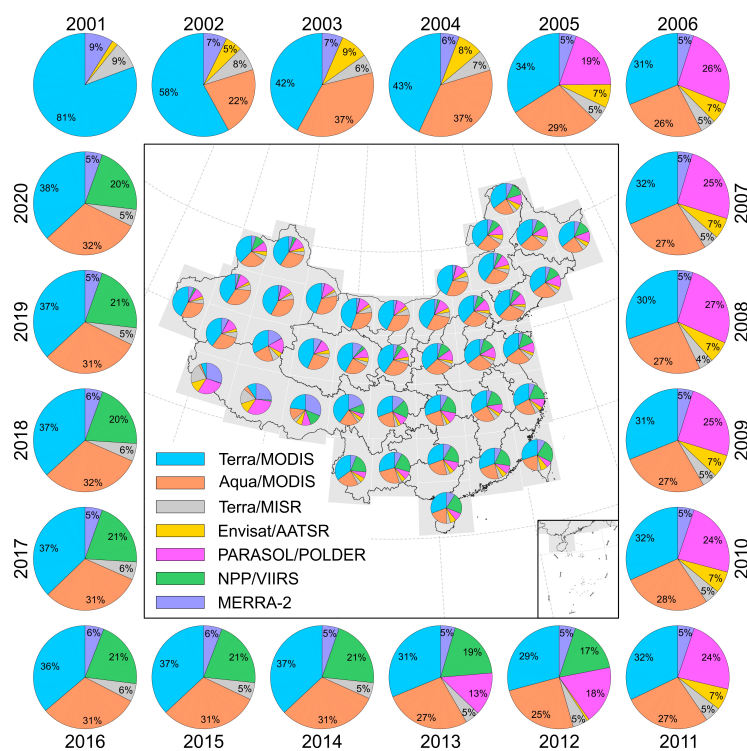 2001 2002 2003 2004 2005 2006
9% 9% 81%
7% 5% 8% 22% 58%
7% 9% 6% 37% 42%
6% 8% 7% 37% 43%
5% 19% 7% 5% 29% 34%
5% 26% 7% 5% 26% 31%
2020
5% 20% 5% 32% 38%
2007
5% 25% 7% 5% 27% 32%
2019
5% 21% 5% 31% 37%
2008
5% 27% 7% 4% 27% 30%
2018
6% 20% 6% 32% 37%
2009
5% 25% 7% 5% 27% 31%
Terra/MODIS
Aqua/MODIS
Terra/MISR
Envisat/AATSR
PARASOL/POLDER
NPP/VIIRS
MERRA-2
2017
5% 21% 6% 31% 37%
2010
5% 24% 7% 5% 28% 32%
6% 21% 6% 31% 36%
6% 21% 5% 31% 37%
5% 21% 5% 31% 37%
5% 19% 13% 5% 27% 31%
5% 17% 18% 5% 25% 29%
5% 24% 7% 5% 27% 32%
2016 2015 2014 2013 2012 2011